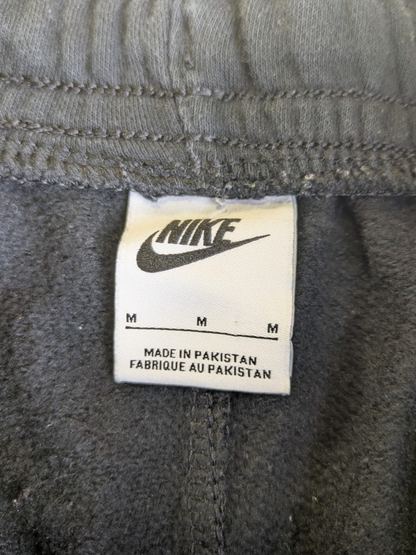 NIKE
M M M
MADE IN PAKISTAN
FABRIQUE AU PAKISTAN